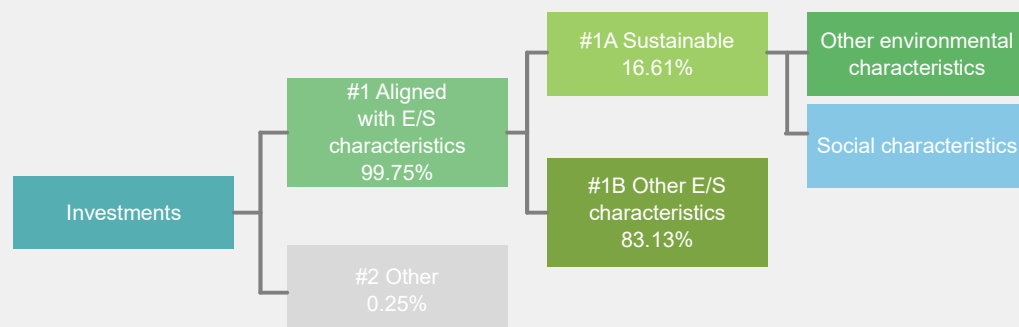 Investments
#1 Aligned
with E/S
characteristics
99.75%
#2 Other
0.25%
#1A Sustainable
16.61%
#1B Other E/S
characteristics
83.13%
Other environmental
characteristics
Social characteristics